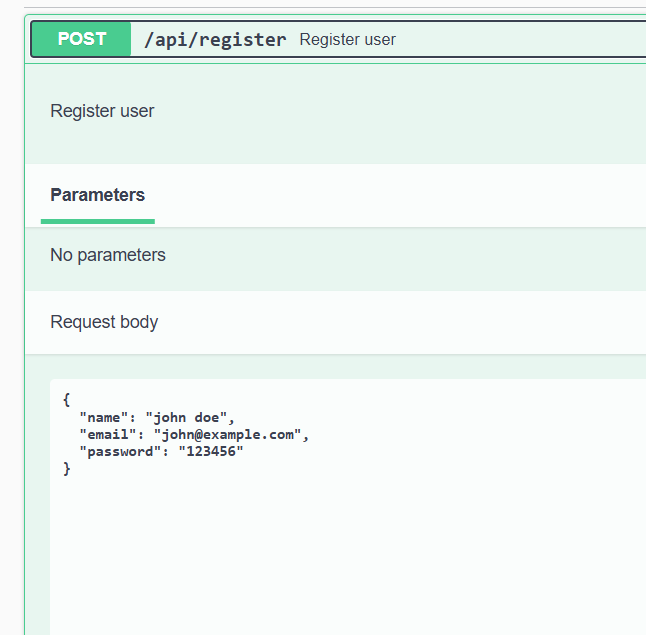 POST /api/register Register user
Register user
Parameters
No parameters
Request body
{
  "name": "john doe",
  "email": "john@example.com",
  "password": "123456"
}